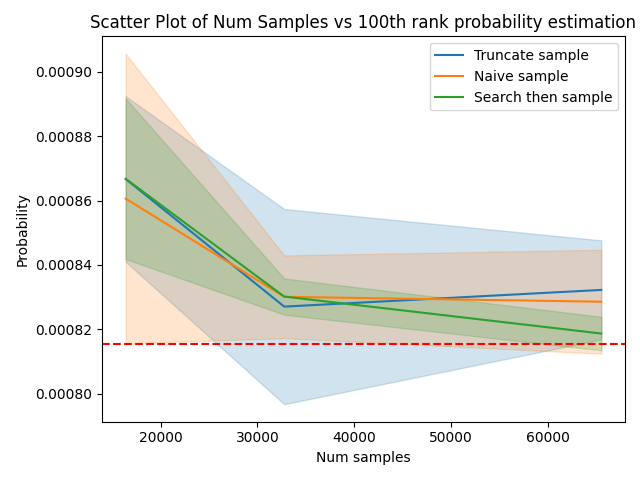 Scatter Plot of Num Samples vs 100th rank probability estimation
Truncate sample
Naive sample
Search then sample
0.00090
0.00088
0.00086
0.00084
0.00082
0.00080
Probability
20000 30000 40000 50000 60000
Num samples